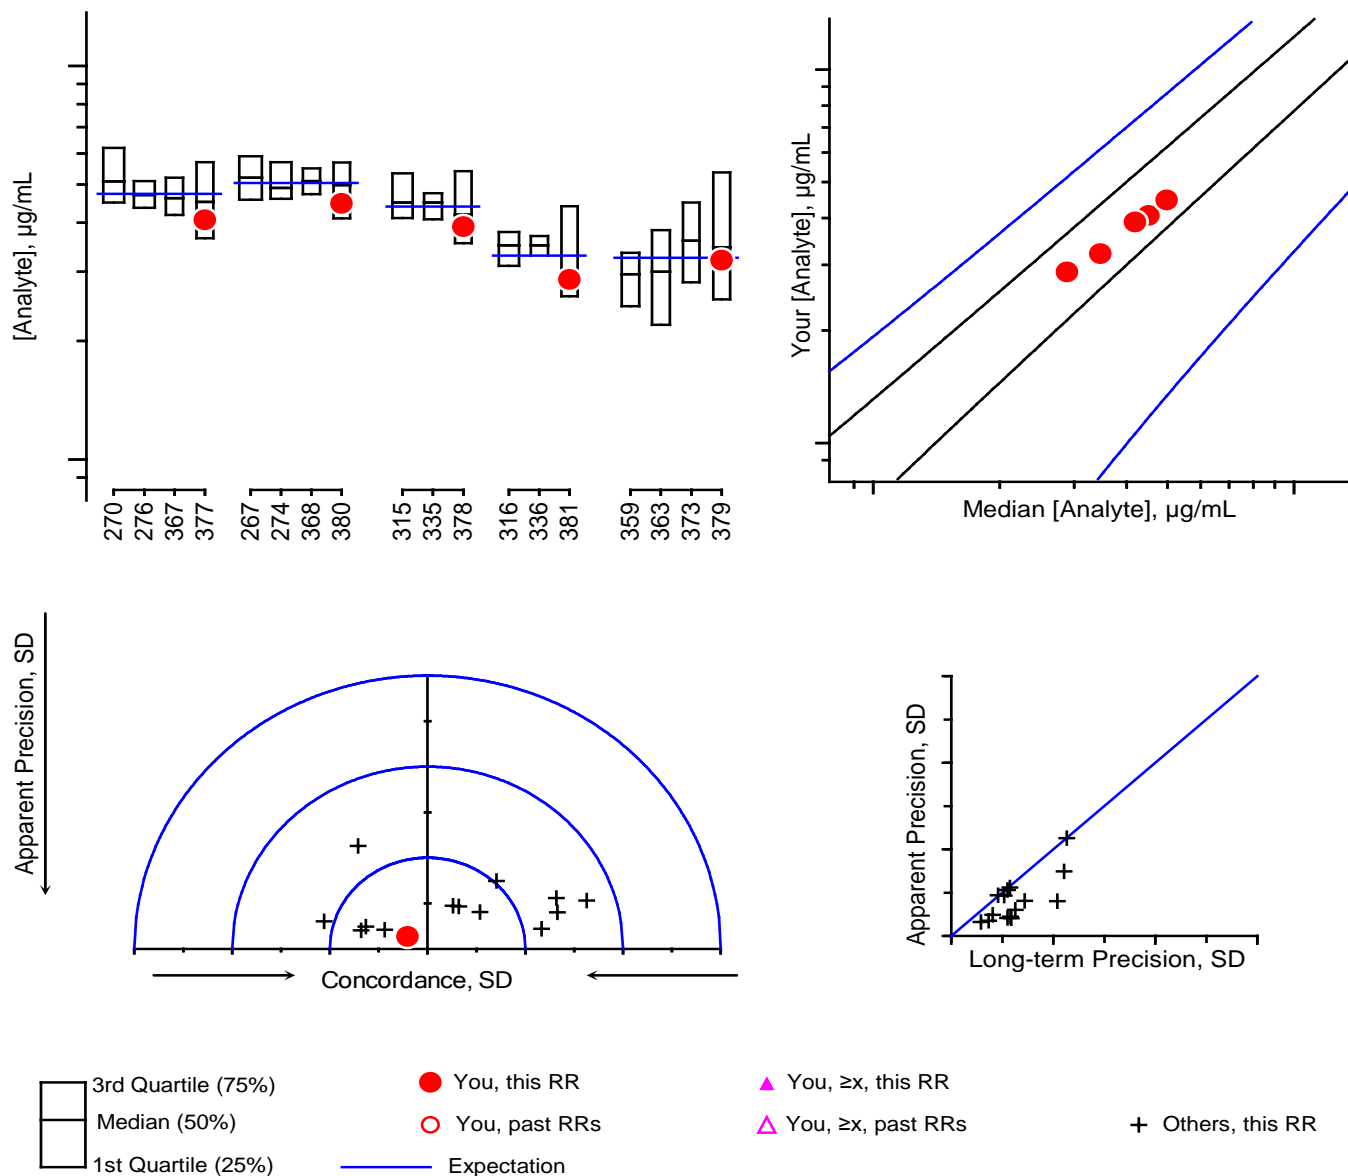 [Analyte], µg/mL
270 276 367 377 267 274 368 380 315 335 378 316 336 381 359 363 373 379
Your [Analyte], µg/mL
Median [Analyte], µg/mL
Apparent Precision, SD
Concordance, SD
Apparent Precision, SD
Long-term Precision, SD
3rd Quartile (75%)
Median (50%)
1st Quartile (25%)
You, this RR
You, past RRs
Expectation
You, ≥x, this RR
You, ≥x, past RRs
Others, this RR